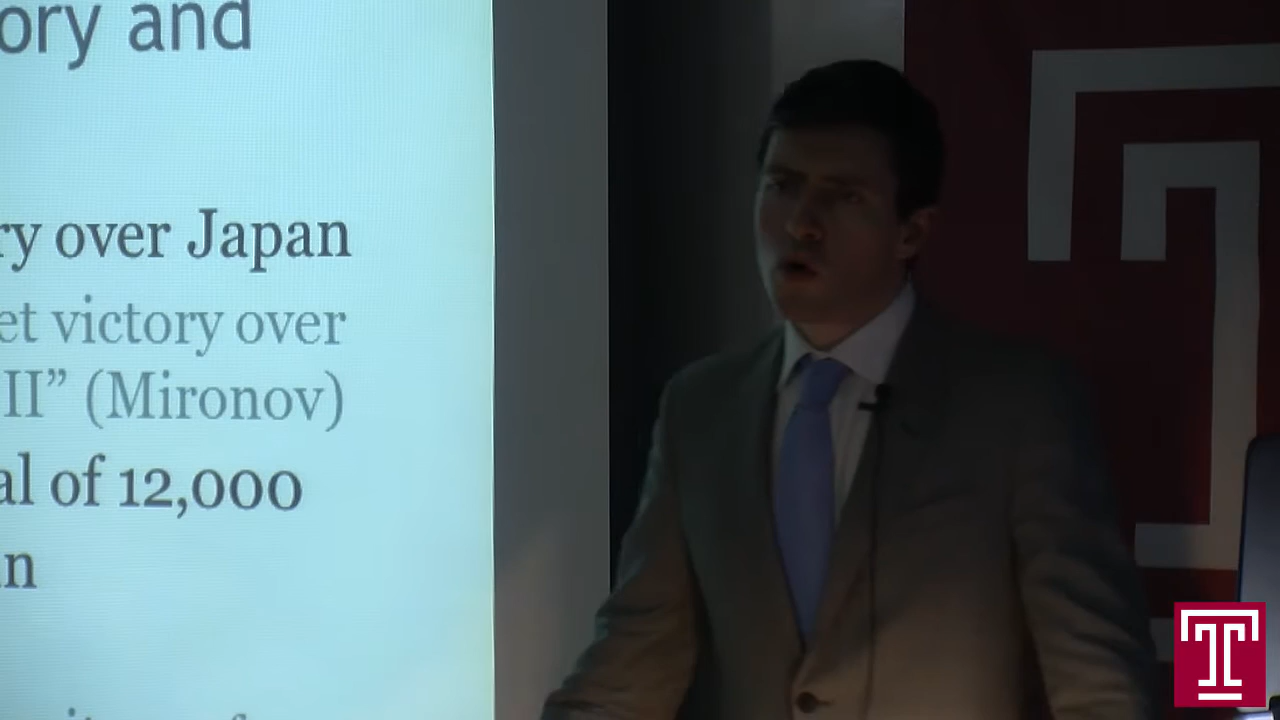 ory and
ry over Japan
et victory over
II” (Mironov)
al of 12,000
n
T